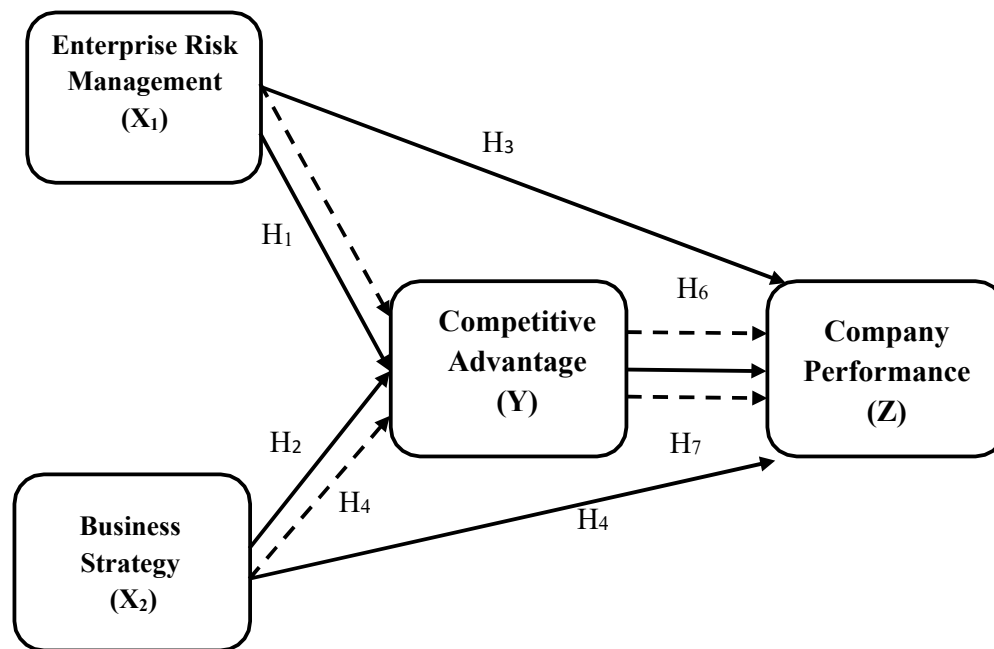 Enterprise Risk
Management
(X₁)
H₃
H₁
Competitive
Advantage
(Y)
H₆
Company
Performance
(Z)
H₂
H₄
H₇
H₄
Business
Strategy
(X₂)